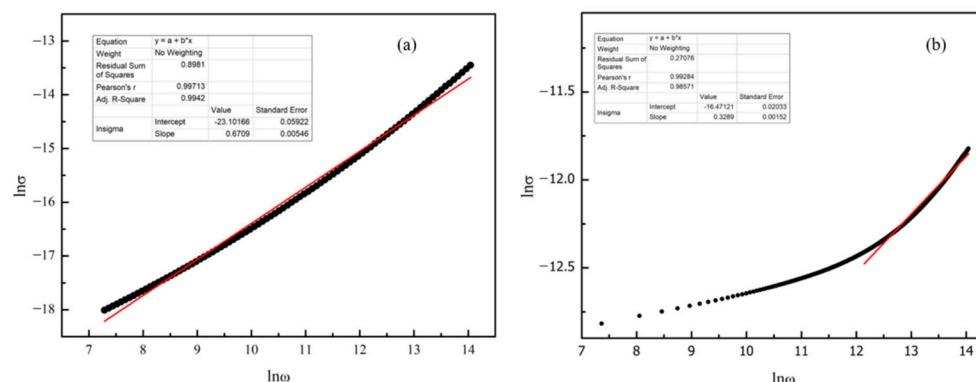 (a)
Equation y = a + b*x
Weight No Weighting
Residual Sum of Squares 0.8981
Pearson's r 0.99713
Adj. R-Square 0.9942
Value Standard Error
Insigma Intercept -23.10166 0.05922
Slope 0.6709 0.00546
−13
−14
−15
−16
−17
−18
lnσ
7 8 9 10 11 12 13 14
lnω
(b)
Equation y = a + b*x
Weight No Weighting
Residual Sum of Squares 0.27076
Pearson's r 0.99284
Adj. R-Square 0.98571
Value Standard Error
Insigma Intercept -16.47121 0.02033
Slope 0.3289 0.00152
−11.5
−12.0
−12.5
lnσ
7 8 9 10 11 12 13 14
lnω